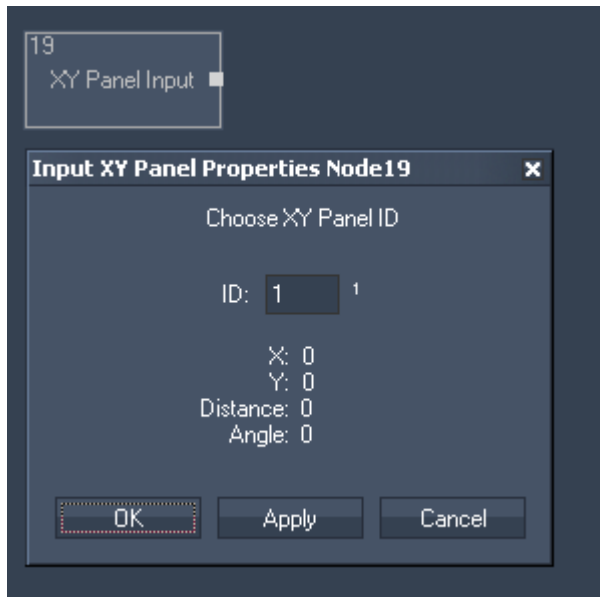 19
XY Panel Input
Input XY Panel Properties Node19
Choose XY Panel ID
ID: 1 1
X: 0
Y: 0
Distance: 0
Angle: 0
OK Apply Cancel